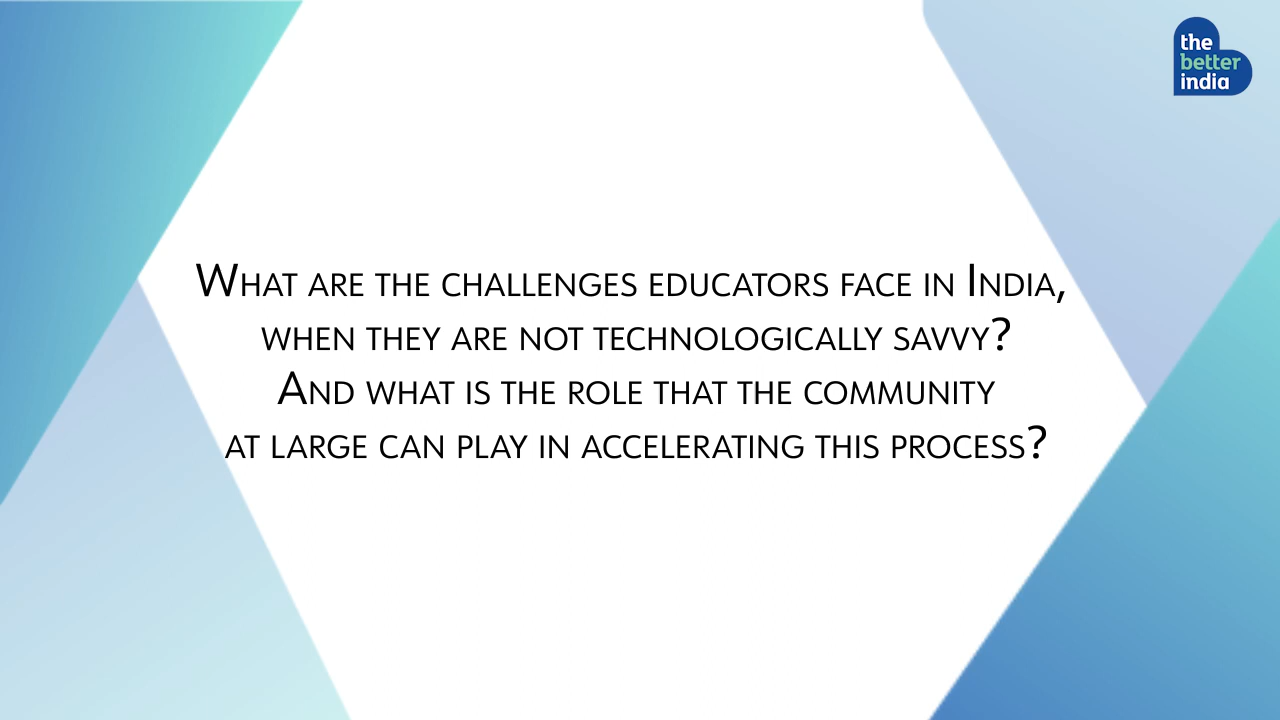 the
better
india
What are the challenges educators face in India,
when they are not technologically savvy?
And what is the role that the community
at large can play in accelerating this process?